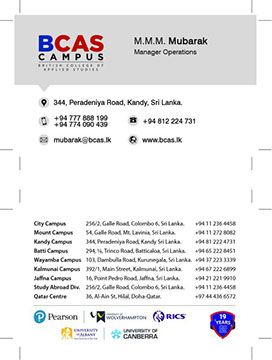 BCAS
CAMPUS
BRITISH COLLEGE OF
APPLIED STUDIES
M.M.M. Mubarak
Manager Operations
344, Peradeniya Road, Kandy, Sri Lanka.
+94 777 888 199
+94 774 090 439
+94 812 224 731
mubarak@bcas.lk
www.bcas.lk
City Campus 256/2, Galle Road, Colombo 6, Sri Lanka. +94 11 236 4458
Mount Campus 54, Galle Road, Mt. Lavinia, Sri Lanka. +94 11 272 8082
Kandy Campus 344, Peradeniya Road, Kandy Sri Lanka. +94 81 222 4731
Batti Campus 294, ¼, Trinco Road, Batticaloa, Sri Lanka. +94 65 222 8451
Wayamba Campus 103, Dambulla Road, Kurunegala, Sri Lanka. +94 37 223 3339
Kalmunai Campus 392/1, Main Street, Kalmunai, Sri Lanka. +94 67 222 6899
Jaffna Campus 16, Point Pedro Road, Jaffna, Sri Lanka. +94 21 221 9910
Study Abroad Div. 256/2, Galle Road, Colombo 6, Sri Lanka. +94 11 236 4458
Qatar Centre 36, Al-Ain St, Hilal, Doha-Qatar. +97 44 436 6572
Pearson
UNIVERSITY OF
WOLVERHAMPTON
RICS
19
YEARS
UNIVERSITY
OF ALBANY
UNIVERSITY OF
CANBERRA